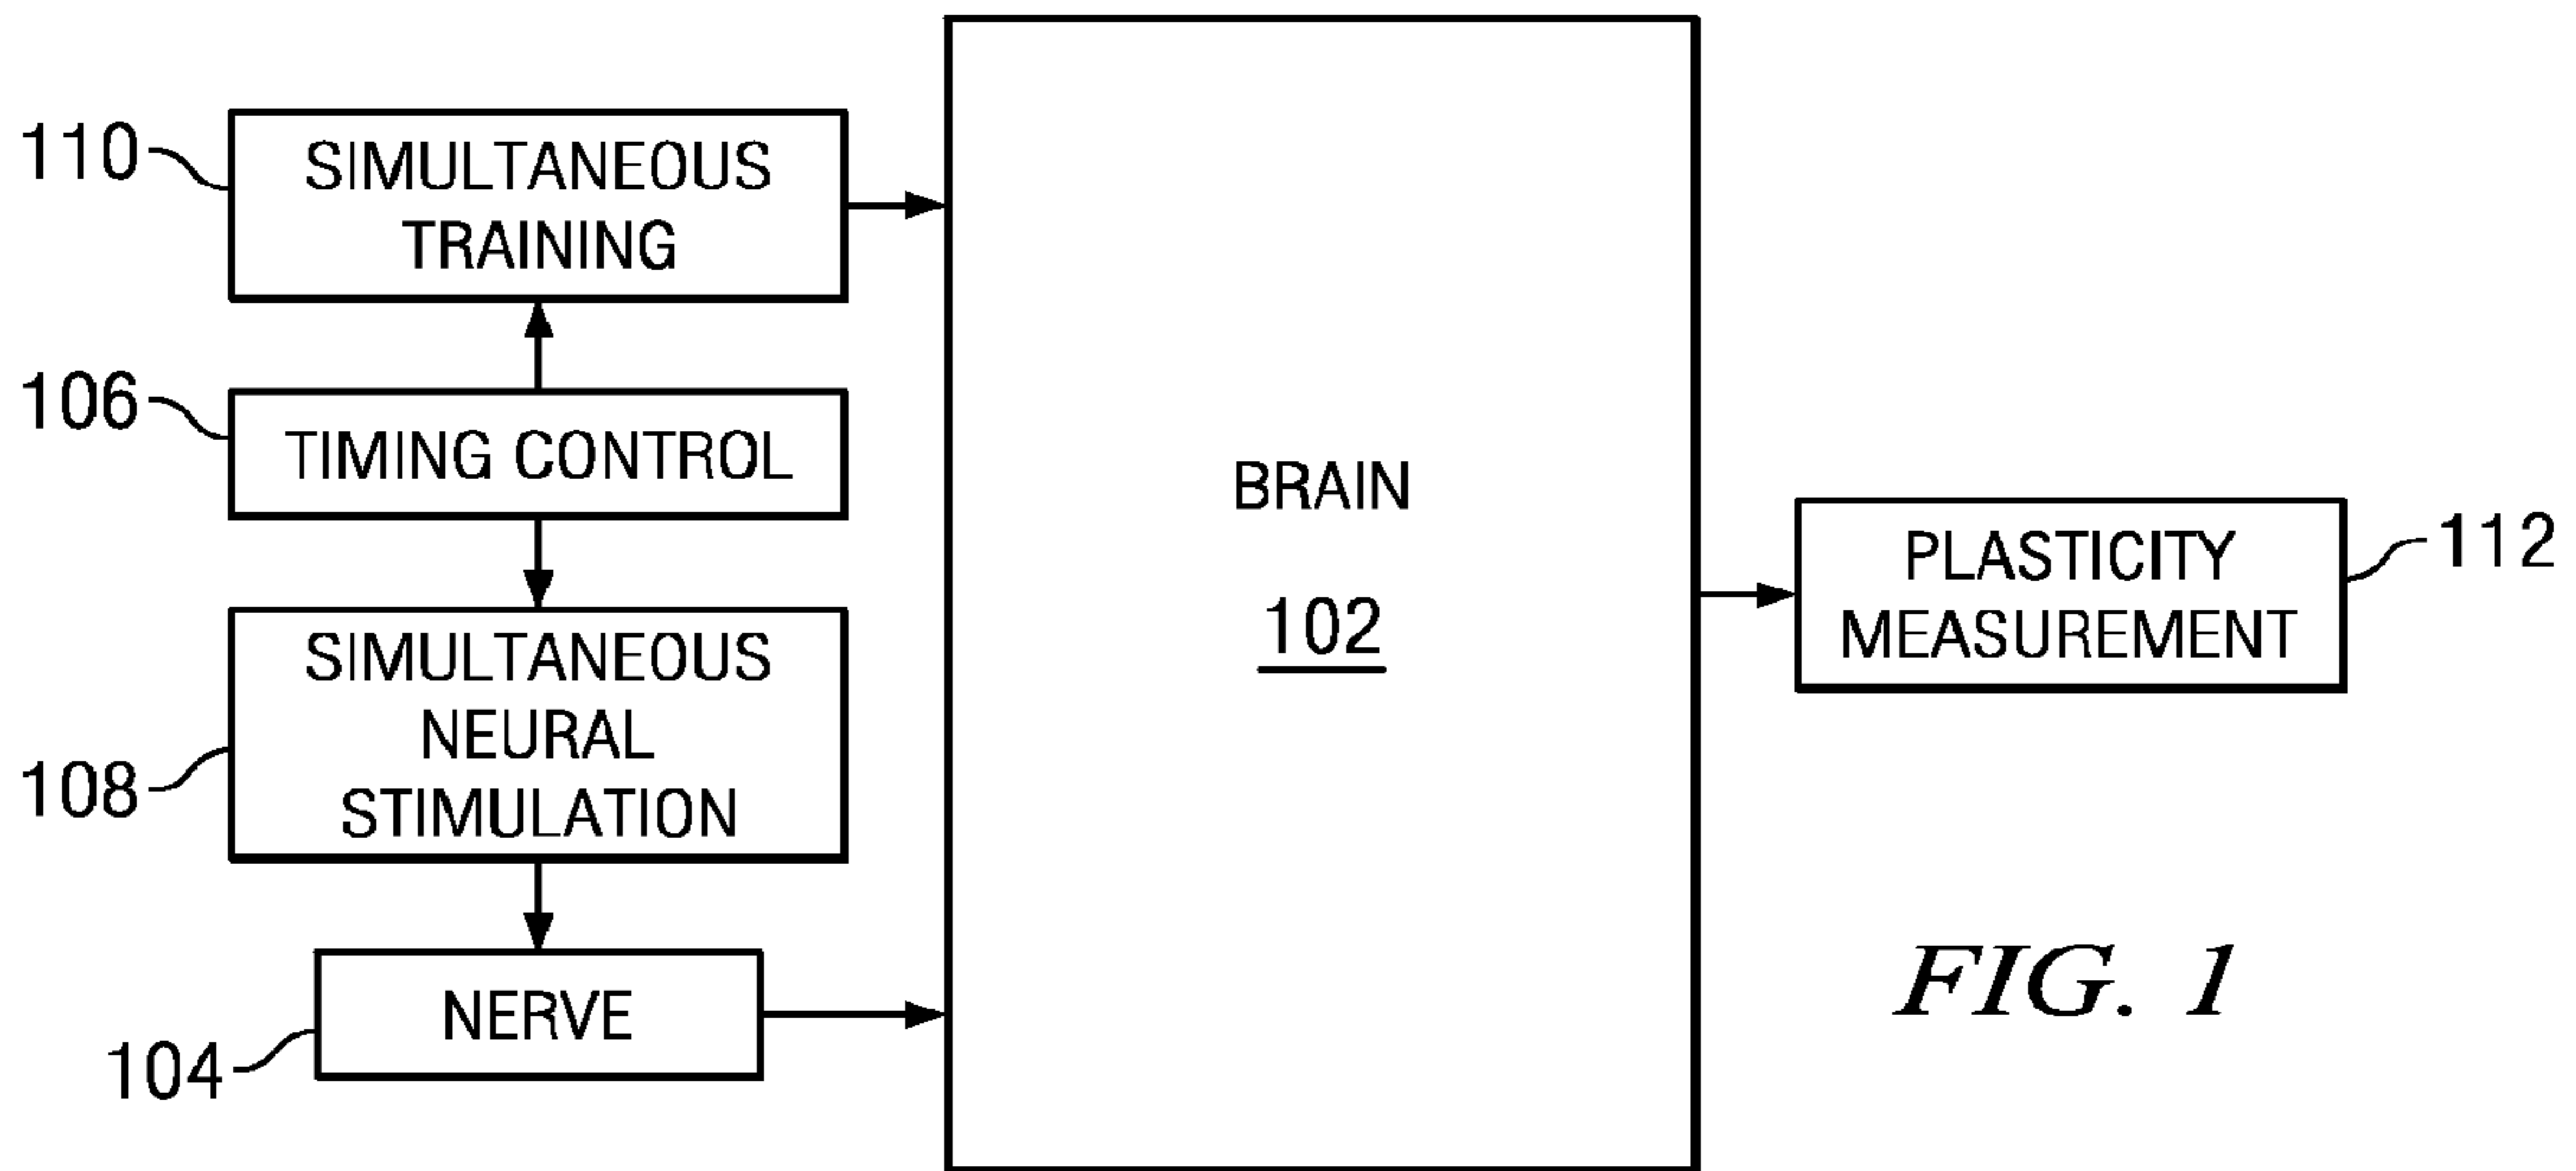 110
SIMULTANEOUS
TRAINING
106
TIMING CONTROL
108
SIMULTANEOUS
NEURAL
STIMULATION
104
NERVE
BRAIN
102
PLASTICITY
MEASUREMENT
112
FIG. 1